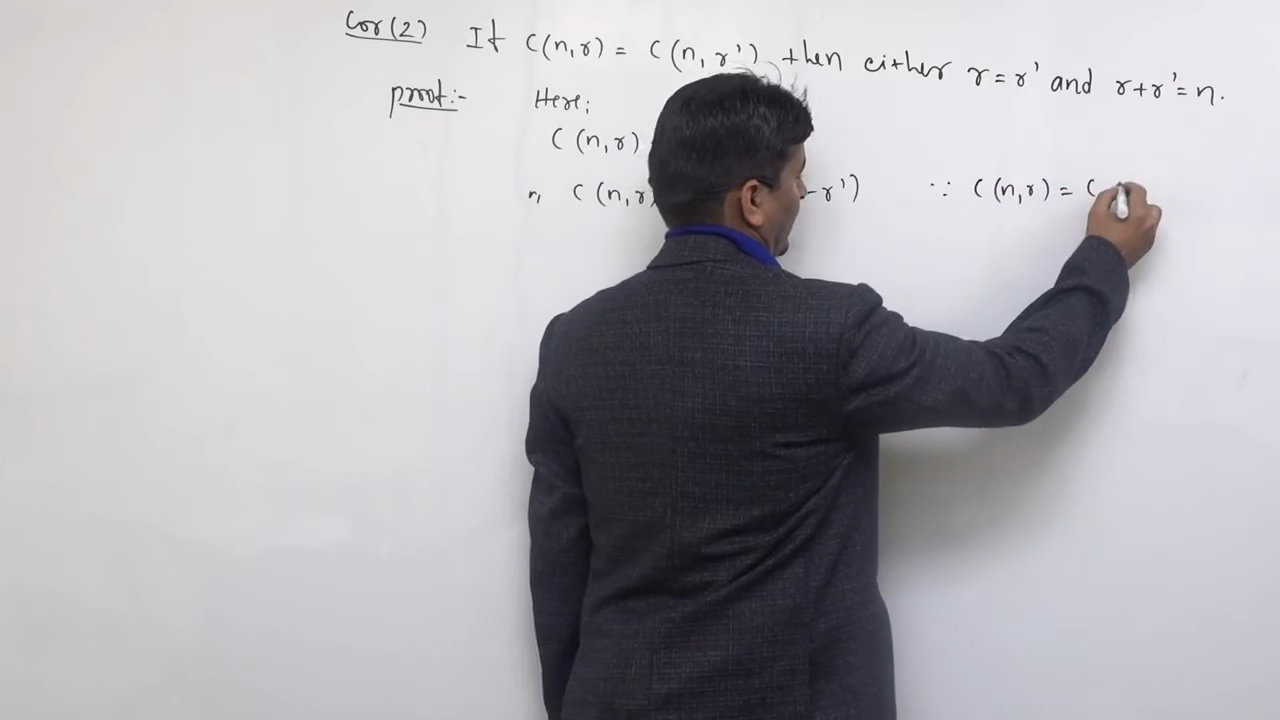 Cor (2) If C(n,r) = C(n, r') then either r = r' and r+r' = n.
proof:- Here;
C (n,r)
C (n,r) -r') ∵ C(n,r) = C